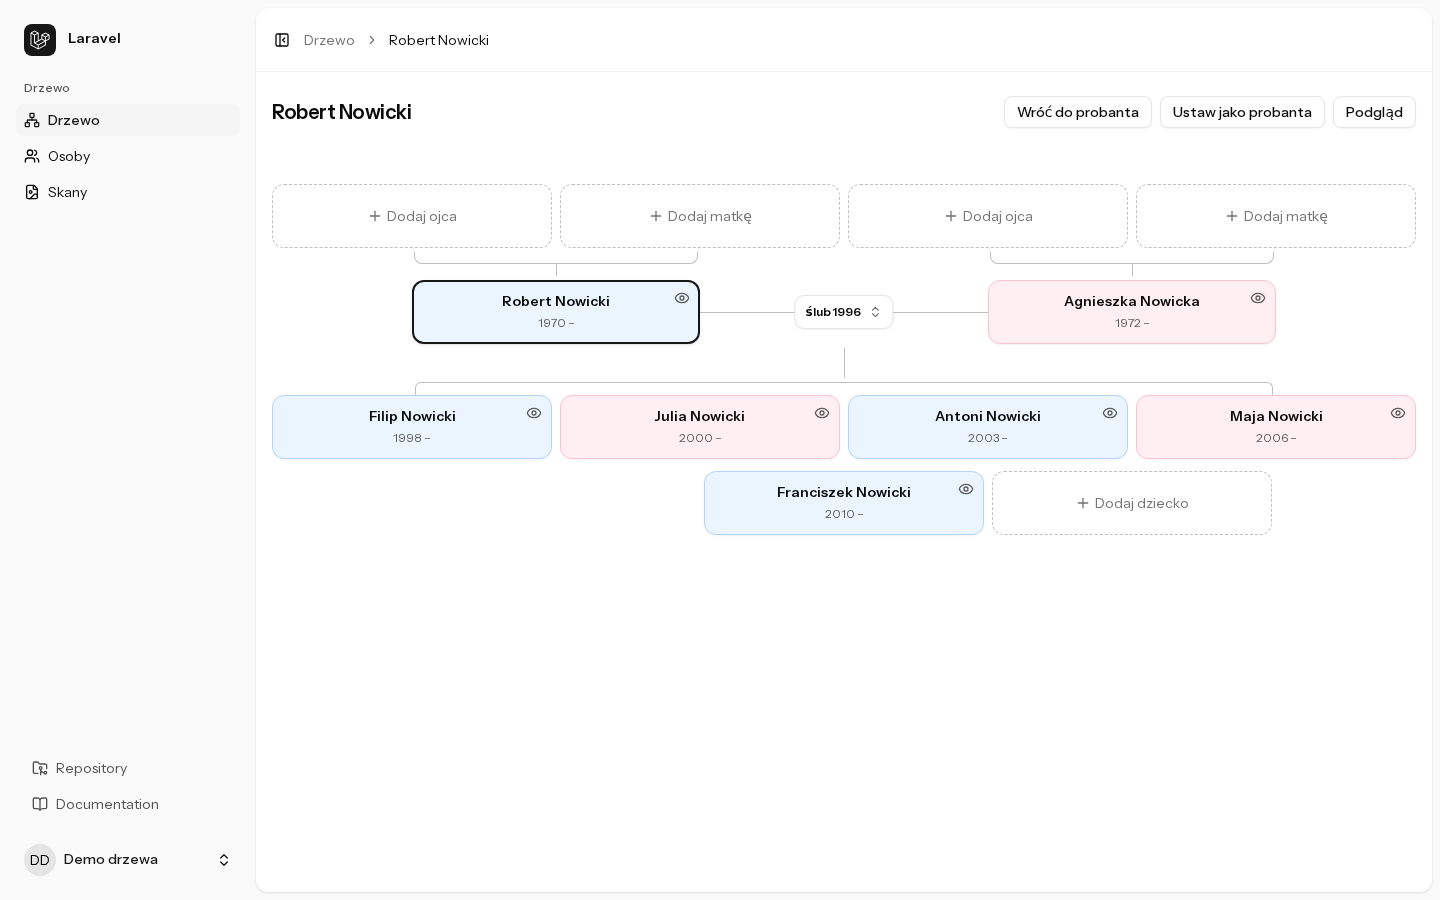 Laravel
Drzewo
Drzewo
Osoby
Skany
Repository
Documentation
DD
Demo drzewa
Drzewo
Robert Nowicki
Robert Nowicki
Wróć do probanta
Ustaw jako probanta
Podgląd
Dodaj ojca
Dodaj matkę
Dodaj ojca
Dodaj matkę
Robert Nowicki
1970 –
ślub 1996
Agnieszka Nowicka
1972 –
Filip Nowicki
1998 –
Julia Nowicki
2000 –
Antoni Nowicki
2003 –
Maja Nowicki
2006 –
Franciszek Nowicki
2010 –
Dodaj dziecko